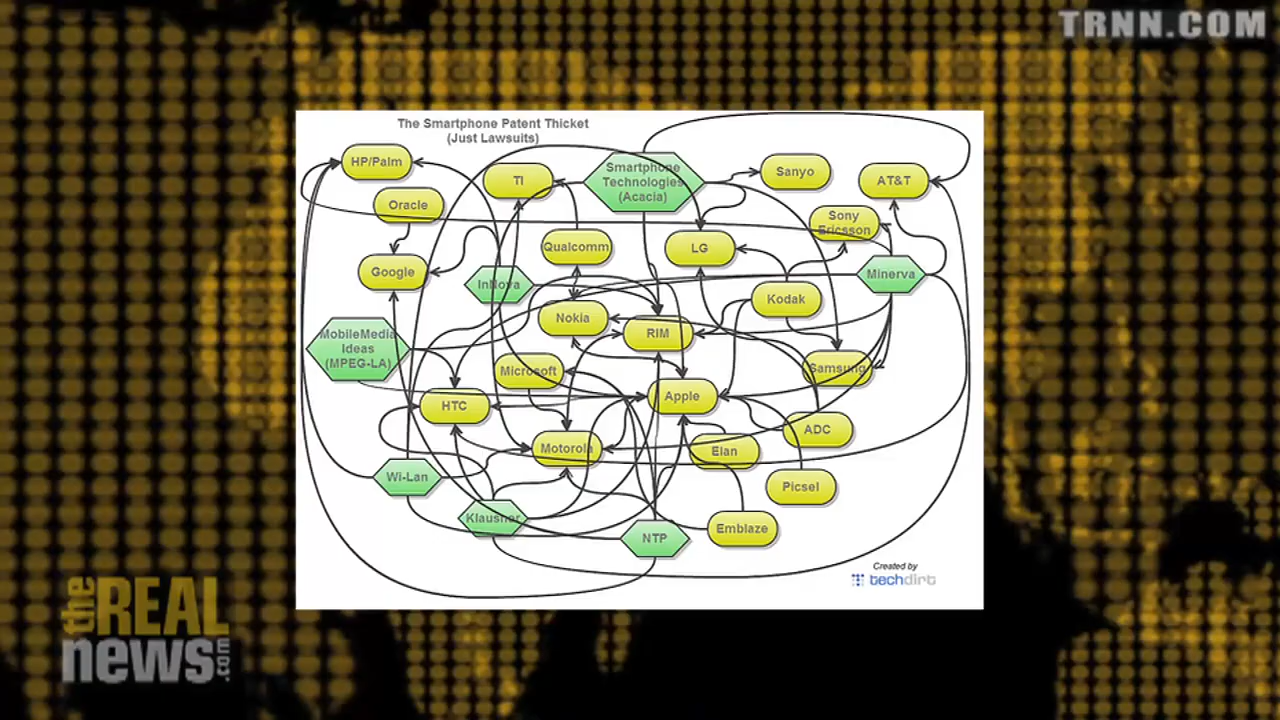 TRNN.COM
The Smartphone Patent Thicket
(Just Lawsuits)
HP/Palm
TI
Smartphone
Technologies
(Acacia)
Sanyo
AT&T
Oracle
Sony
Ericsson
Qualcomm
LG
Google
InNova
Minerva
Kodak
Nokia
RIM
MobileMedia
Ideas
(MPEG-LA)
Microsoft
Samsung
HTC
Apple
ADC
Motorola
Elan
Wi-Lan
Picsel
Klausner
Emblaze
NTP
Created by
techdirt
the REAL
news.com